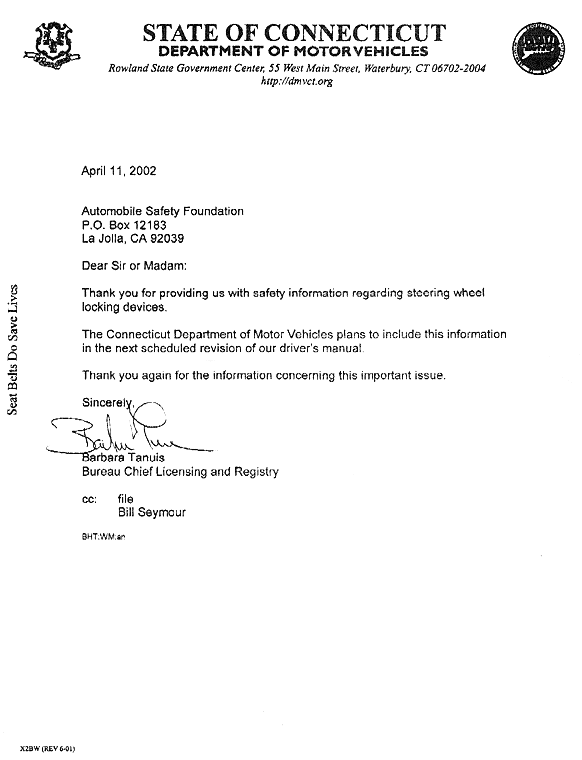 STATE OF CONNECTICUT
DEPARTMENT OF MOTOR VEHICLES
Rowland State Government Center, 55 West Main Street, Waterbury, CT 06702-2004
http://dmvct.org
April 11, 2002
Automobile Safety Foundation
P.O. Box 12183
La Jolla, CA 92039
Dear Sir or Madam:
Thank you for providing us with safety information regarding steering wheel
locking devices.
The Connecticut Department of Motor Vehicles plans to include this information
in the next scheduled revision of our driver's manual.
Thank you again for the information concerning this important issue.
Sincerely,
Barbara Tanuis
Bureau Chief Licensing and Registry
cc: file
Bill Seymour
BHT:WM:an
Seat Belts Do Save Lives
X2BW (REV 6-01)